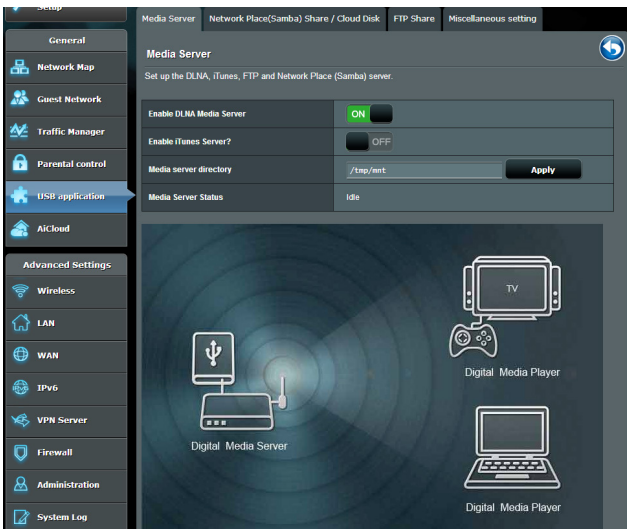 Setup
General
Network Map
Guest Network
Traffic Manager
Parental control
USB application
AiCloud
Advanced Settings
Wireless
LAN
WAN
IPv6
VPN Server
Firewall
Administration
System Log
Media Server Network Place(Samba) Share / Cloud Disk FTP Share Miscellaneous setting
Media Server
Set up the DLNA, iTunes, FTP and Network Place (Samba) server.
Enable DLNA Media Server ON
Enable iTunes Server? OFF
Media server directory /tmp/mnt Apply
Media Server Status Idle
TV
Digital Media Player
Digital Media Server
Digital Media Player